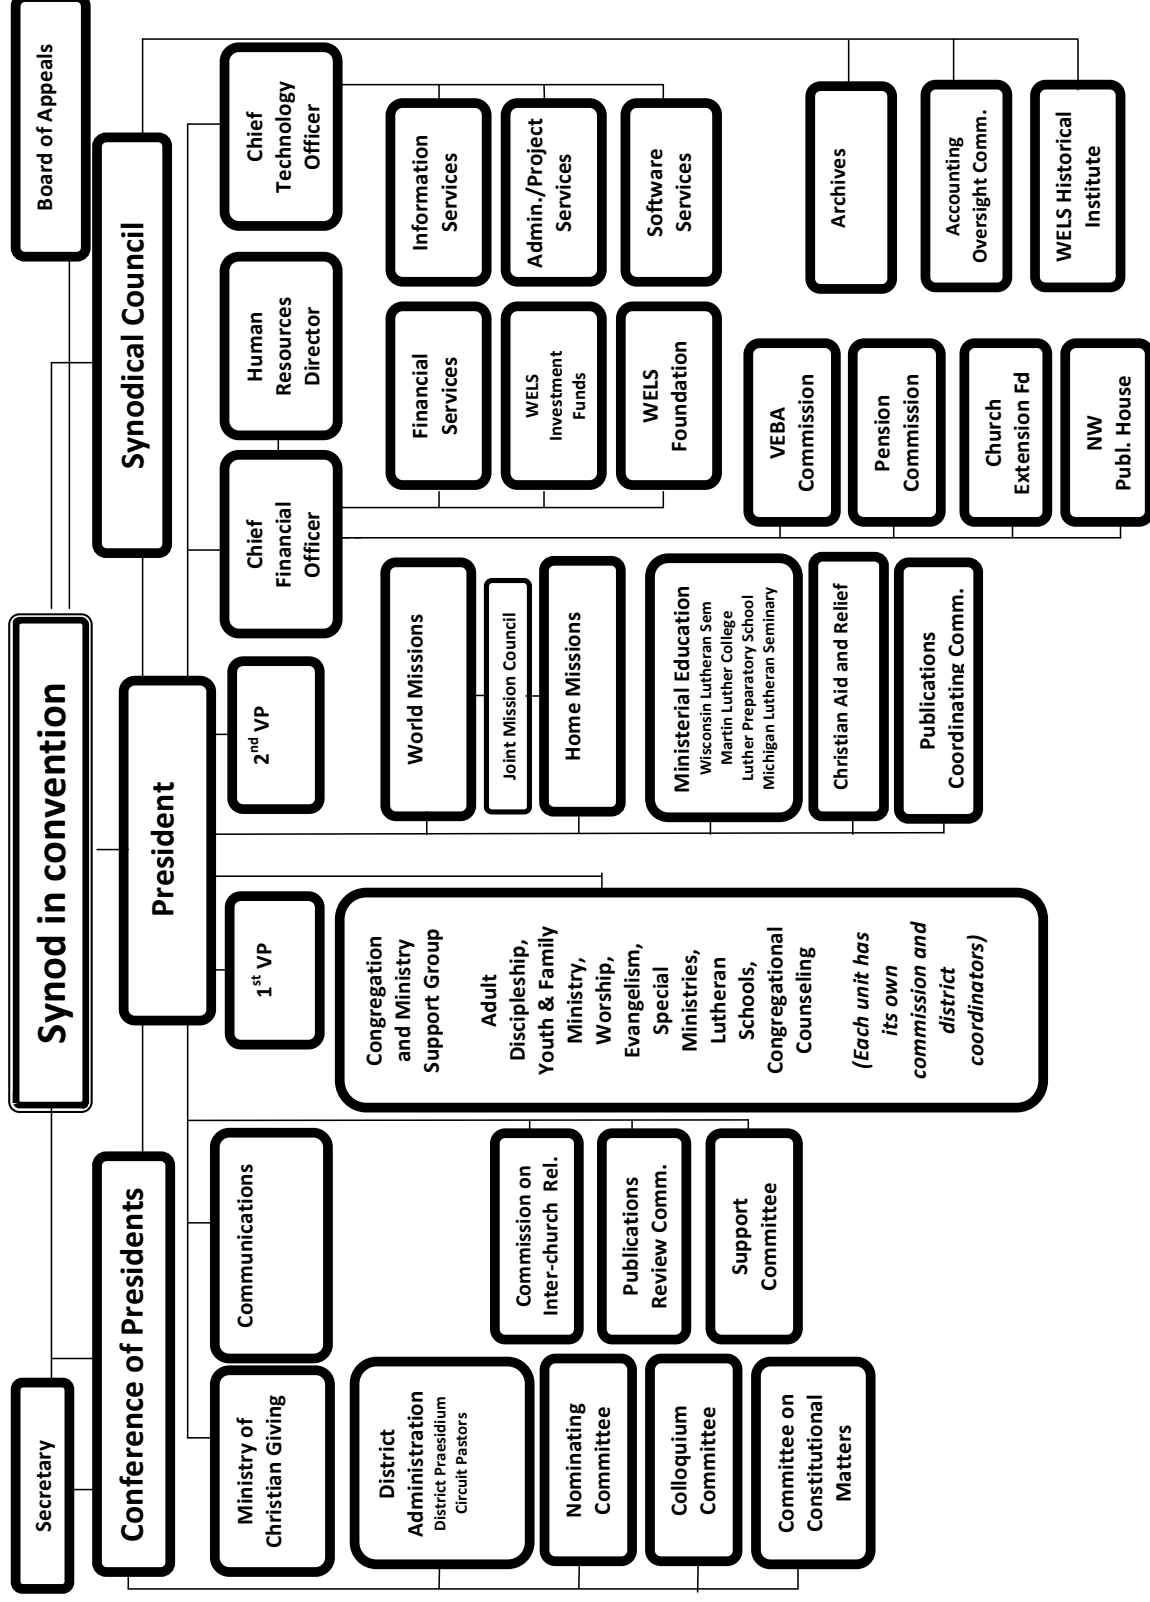 Secretary
Synod in convention
Board of Appeals
Conference of Presidents
President
Synodical Council
Ministry of
Christian Giving
Communications
1st VP
2nd VP
Chief
Financial
Officer
Human
Resources
Director
Chief
Technology
Officer
District
Administration
District Praesidium
Circuit Pastors
Nominating
Committee
Colloquium
Committee
Committee on
Constitutional
Matters
Commission on
Inter-church Rel.
Publications
Review Comm.
Support
Committee
Congregation
and Ministry
Support Group
Adult
Discipleship,
Youth & Family
Ministry,
Worship,
Evangelism,
Special
Ministries,
Lutheran
Schools,
Congregational
Counseling
(Each unit has
its own
commission and
district
coordinators)
World Missions
Joint Mission Council
Home Missions
Ministerial Education
Wisconsin Lutheran Sem
Martin Luther College
Luther Preparatory School
Michigan Lutheran Seminary
Christian Aid and Relief
Publications
Coordinating Comm.
Financial
Services
WELS
Investment
Funds
WELS
Foundation
VEBA
Commission
Pension
Commission
Church
Extension Fd
NW
Publ. House
Information
Services
Admin./Project
Services
Software
Services
Archives
Accounting
Oversight Comm.
WELS Historical
Institute